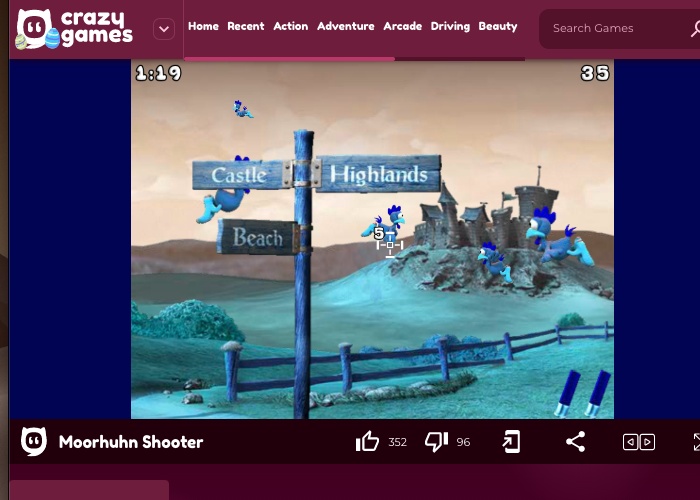 crazy
games
Home Recent Action Adventure Arcade Driving Beauty
Search Games
1:19
35
Castle
Highlands
Beach
5
Moorhuhn Shooter
352
96